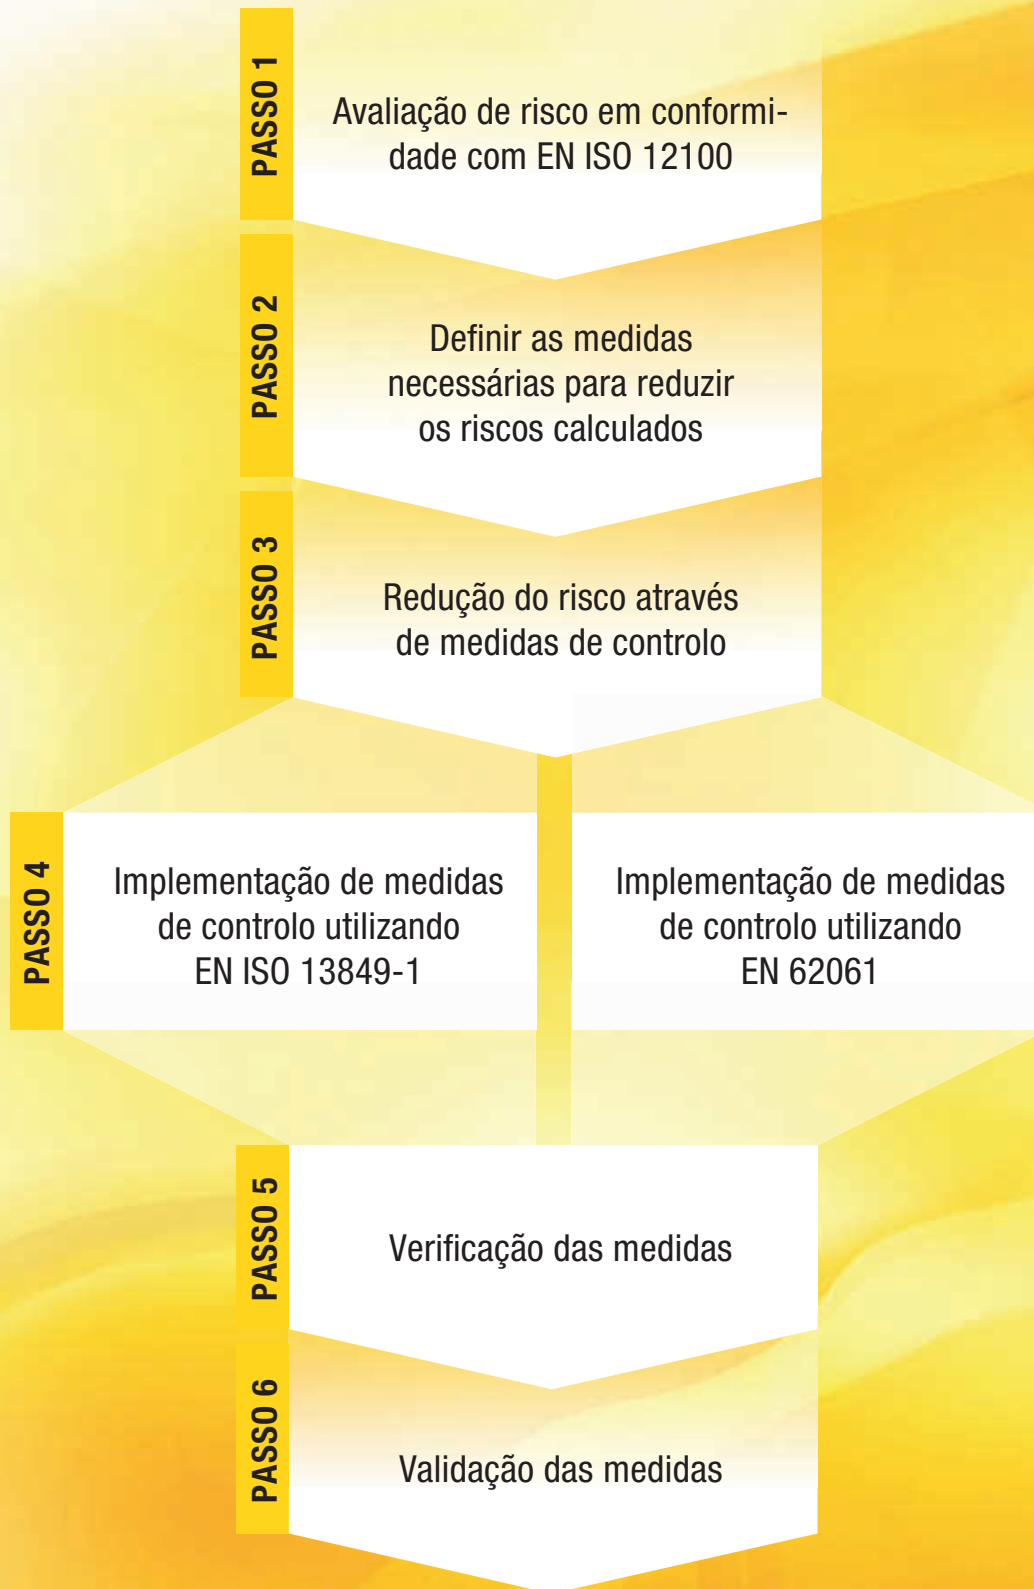 PASSO 1
Avaliação de risco em conformi-
dade com EN ISO 12100
PASSO 2
Definir as medidas
necessárias para reduzir
os riscos calculados
PASSO 3
Redução do risco através
de medidas de controlo
PASSO 4
Implementação de medidas
de controlo utilizando
EN ISO 13849-1
Implementação de medidas
de controlo utilizando
EN 62061
PASSO 5
Verificação das medidas
PASSO 6
Validação das medidas